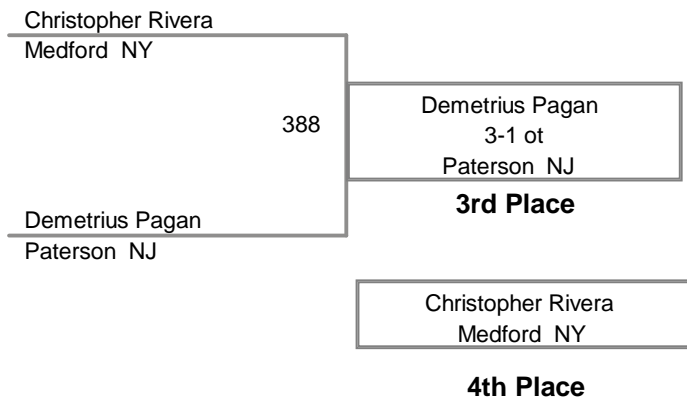 Christopher Rivera
Medford NY
388
Demetrius Pagan
3-1 ot
Paterson NJ
3rd Place
Demetrius Pagan
Paterson NJ
Christopher Rivera
Medford NY
4th Place